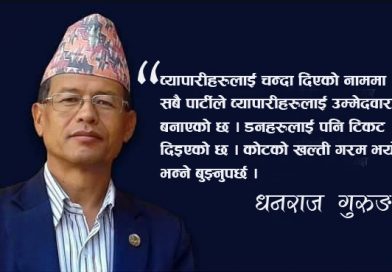 “
व्यापारीहरुलाई चन्दा दिएको नाममा
सबै पार्टीले व्यापारीहरुलाई उम्मेदवार
बनाएको छ । डनहरुलाई पनि टिकट
दिइएको छ । कोटको खल्ती गरम भयो
भन्ने बुझ्नुपर्छ ।
धनराज गुरुङ